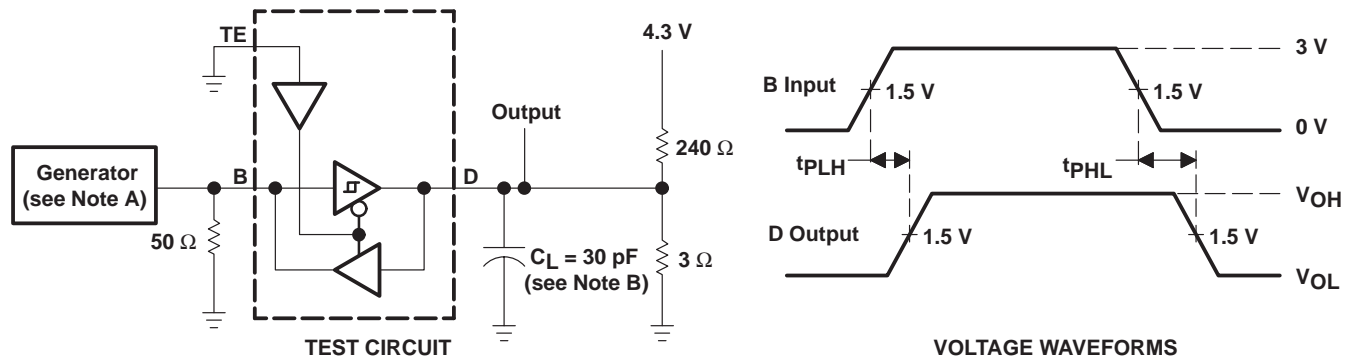 TE
4.3 V
Output
240 Ω
Generator
(see Note A)
B
D
50 Ω
CL = 30 pF
(see Note B)
3 Ω
TEST CIRCUIT
3 V
B Input
1.5 V
1.5 V
0 V
tPLH
tPHL
VOH
D Output
1.5 V
1.5 V
VOL
VOLTAGE WAVEFORMS